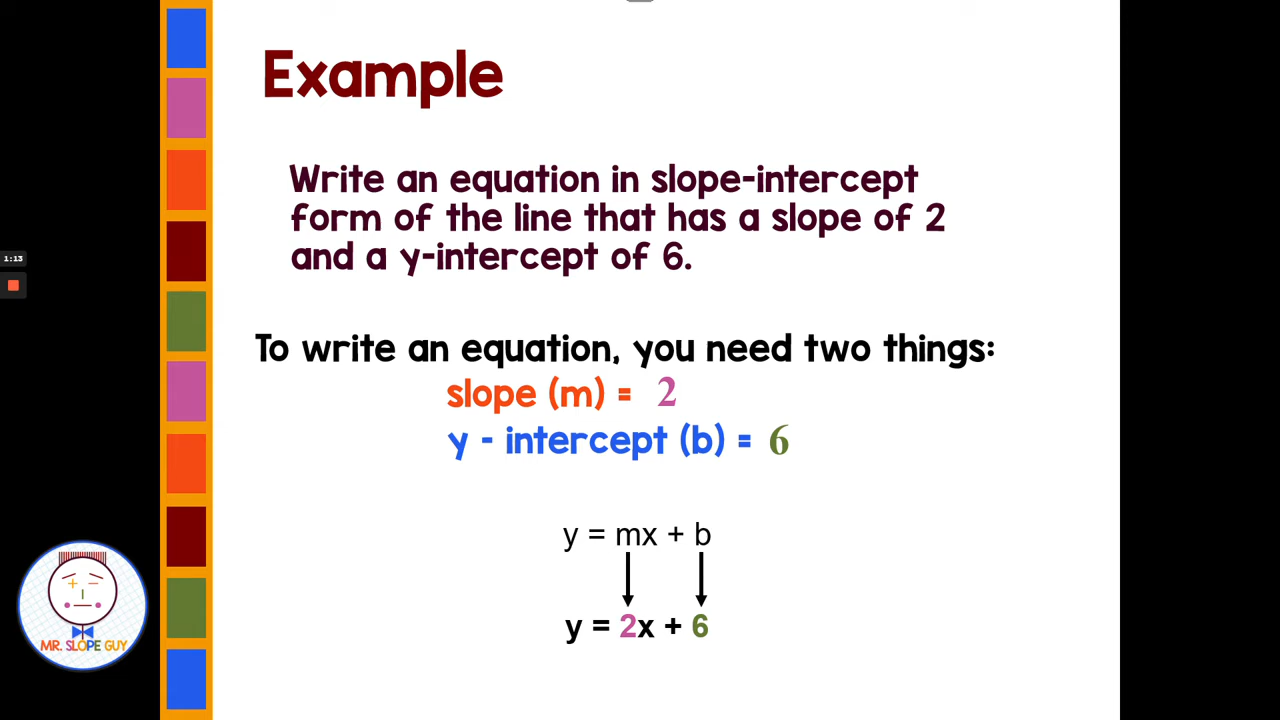 Example
Write an equation in slope-intercept
form of the line that has a slope of 2
and a y-intercept of 6.
1:13
To write an equation, you need two things:
slope (m) = 2
y - intercept (b) = 6
y = mx + b
y = 2x + 6
MR. SLOPE GUY